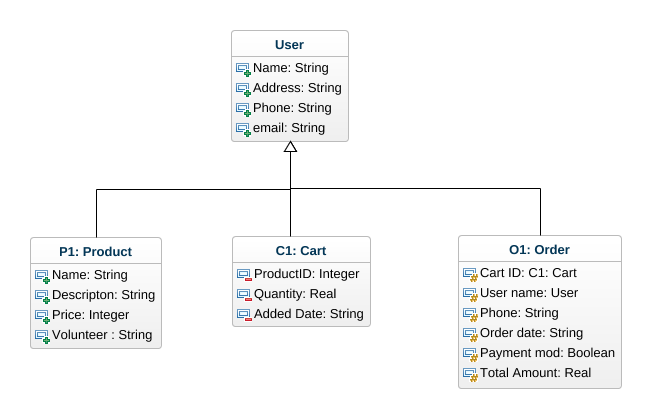 User
Name: String
Address: String
Phone: String
email: String
P1: Product
Name: String
Descripton: String
Price: Integer
Volunteer : String
C1: Cart
ProductID: Integer
Quantity: Real
Added Date: String
O1: Order
Cart ID: C1: Cart
User name: User
Phone: String
Order date: String
Payment mod: Boolean
Total Amount: Real